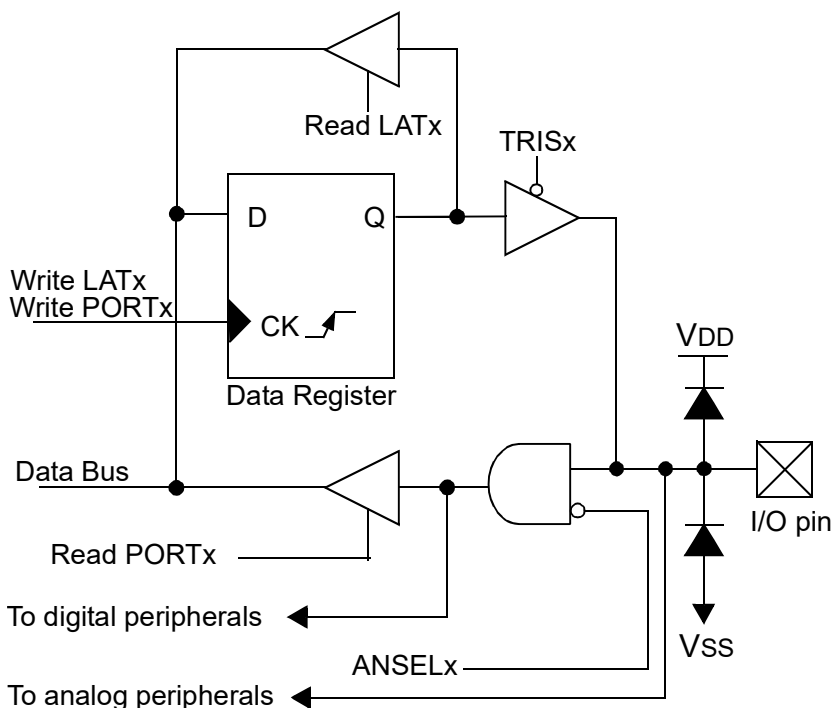 Read LATx
TRISx
D
Q
Write LATx
Write PORTx
CK
VDD
Data Register
Data Bus
I/O pin
Read PORTx
To digital peripherals
VSS
ANSELx
To analog peripherals